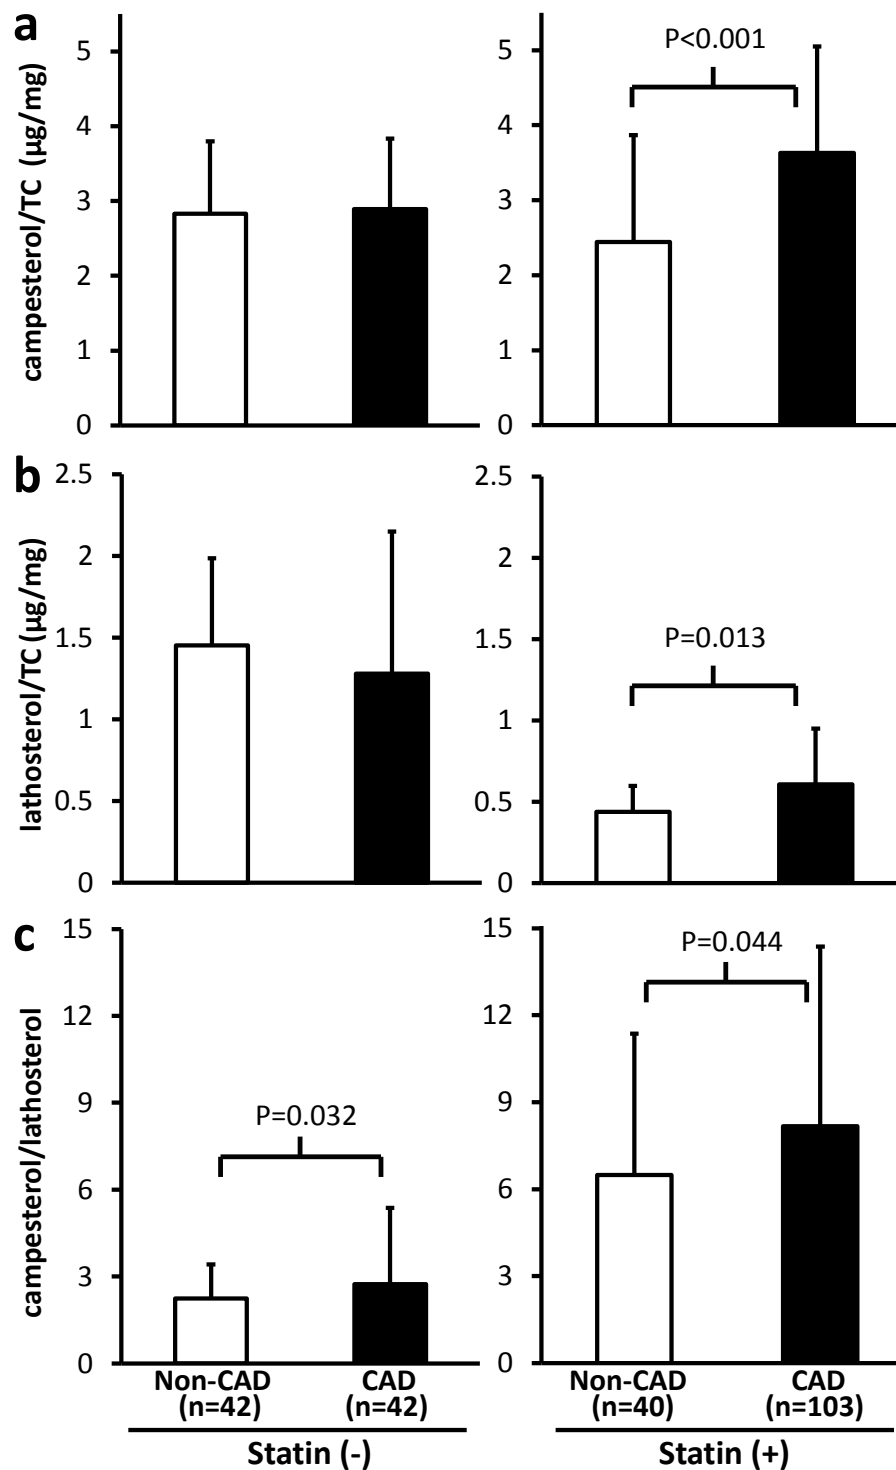 a
campesterol/TC (µg/mg)
5
4
3
2
1
0
5
4
3
2
1
0
P<0.001
b
lathosterol/TC (µg/mg)
2.5
2
1.5
1
0.5
0
2.5
2
1.5
1
0.5
0
P=0.013
c
campesterol/lathosterol
15
12
9
6
3
0
P=0.032
15
12
9
6
3
0
P=0.044
Non-CAD
(n=42)
CAD
(n=42)
Statin (-)
Non-CAD
(n=40)
CAD
(n=103)
Statin (+)